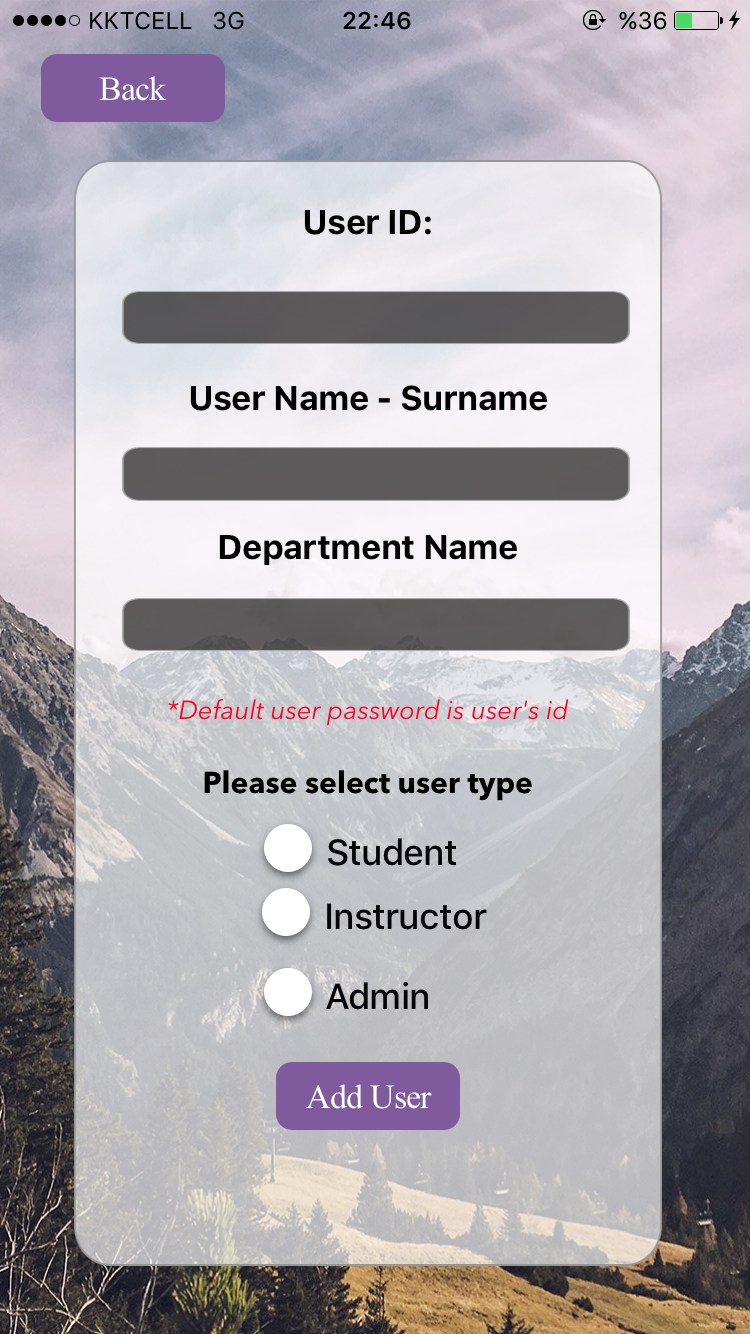 KKTCELL 3G 22:46 %36
Back
User ID:
User Name - Surname
Department Name
*Default user password is user's id
Please select user type
Student
Instructor
Admin
Add User